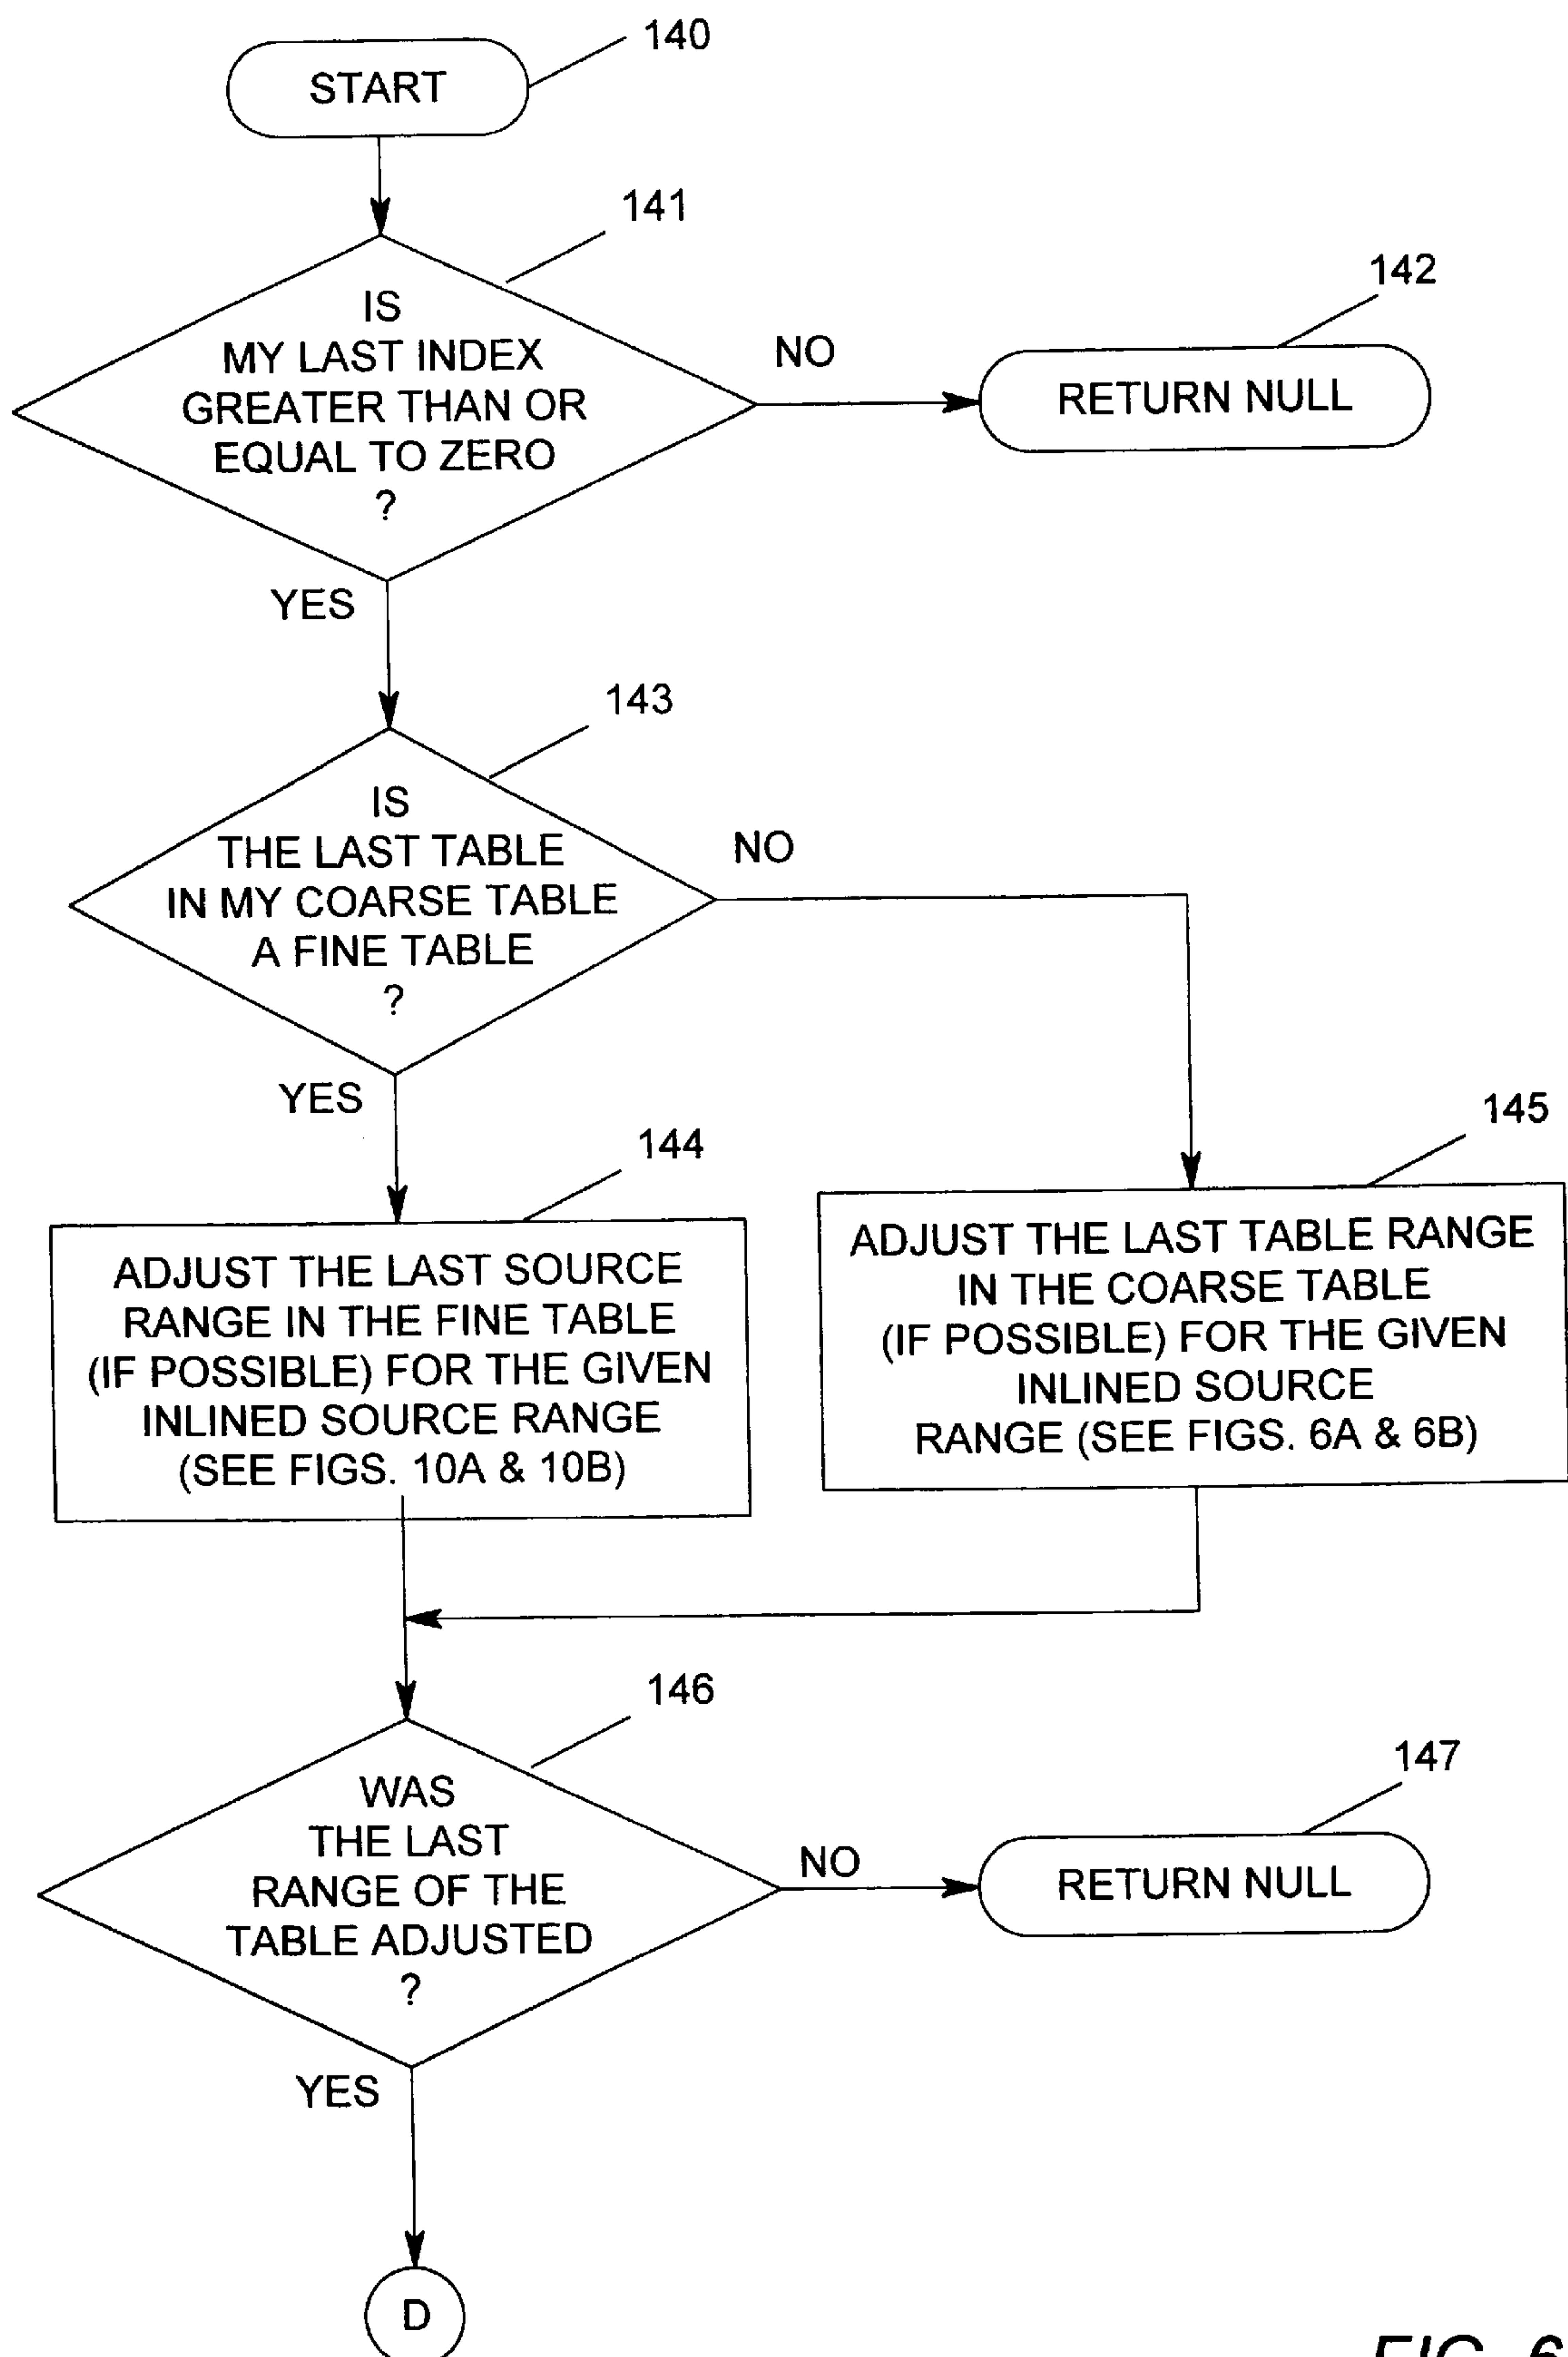 START
140
141
IS
MY LAST INDEX
GREATER THAN OR
EQUAL TO ZERO
?
NO
142
RETURN NULL
YES
143
IS
THE LAST TABLE
IN MY COARSE TABLE
A FINE TABLE
?
NO
YES
144
ADJUST THE LAST SOURCE
RANGE IN THE FINE TABLE
(IF POSSIBLE) FOR THE GIVEN
INLINED SOURCE RANGE
(SEE FIGS. 10A & 10B)
145
ADJUST THE LAST TABLE RANGE
IN THE COARSE TABLE
(IF POSSIBLE) FOR THE GIVEN
INLINED SOURCE
RANGE (SEE FIGS. 6A & 6B)
146
WAS
THE LAST
RANGE OF THE
TABLE ADJUSTED
?
NO
147
RETURN NULL
YES
D